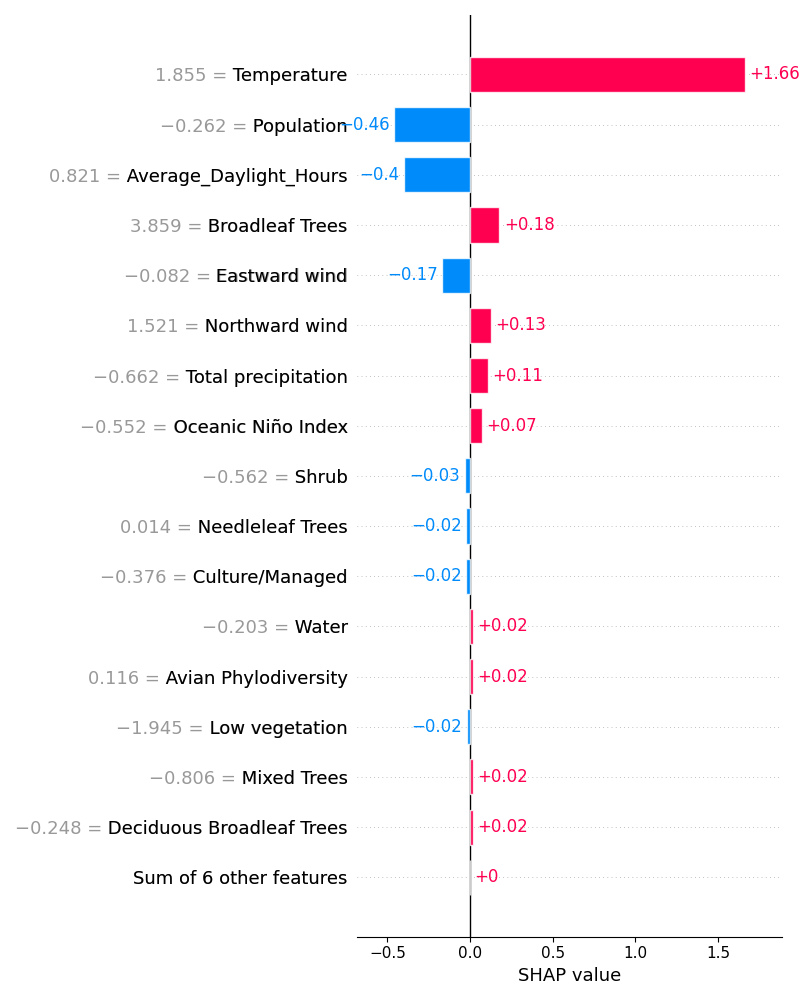 1.855 = Temperature +1.66
−0.262 = Population −0.46
0.821 = Average_Daylight_Hours −0.4
3.859 = Broadleaf Trees +0.18
−0.082 = Eastward wind −0.17
1.521 = Northward wind +0.13
−0.662 = Total precipitation +0.11
−0.552 = Oceanic Niño Index +0.07
−0.562 = Shrub −0.03
0.014 = Needleleaf Trees −0.02
−0.376 = Culture/Managed −0.02
−0.203 = Water +0.02
0.116 = Avian Phylodiversity +0.02
−1.945 = Low vegetation −0.02
−0.806 = Mixed Trees +0.02
−0.248 = Deciduous Broadleaf Trees +0.02
Sum of 6 other features +0
−0.5 0.0 0.5 1.0 1.5
SHAP value